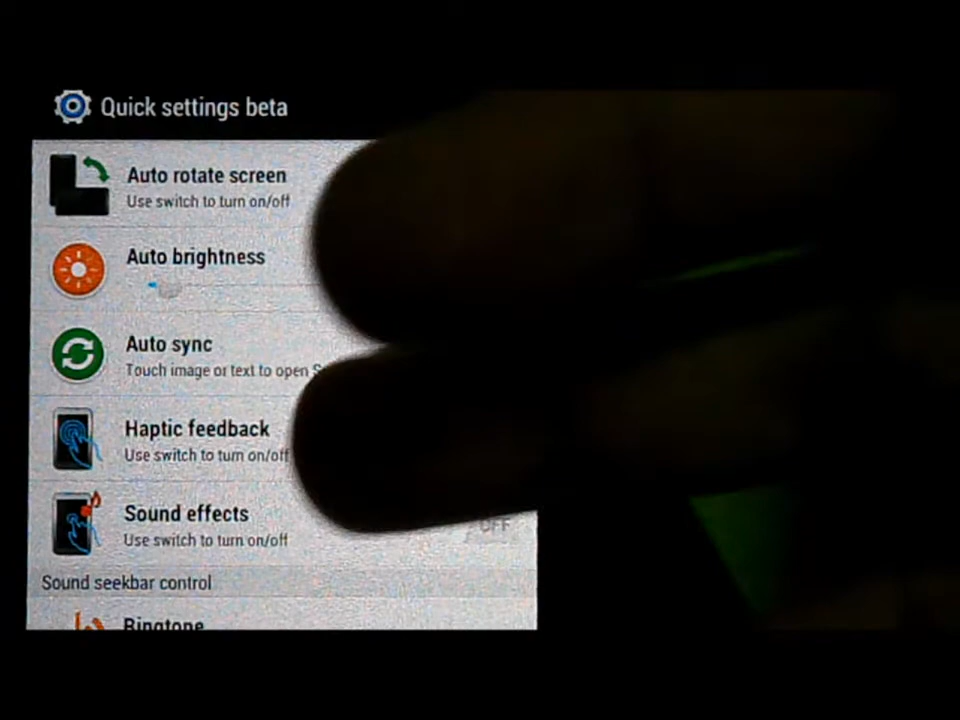 Quick settings beta
Auto rotate screen
Use switch to turn on/off
Auto brightness
Auto sync
Touch image or text to open
Haptic feedback
Use switch to turn on/off
Sound effects
Use switch to turn on/off
OFF
Sound seekbar control
Ringtone